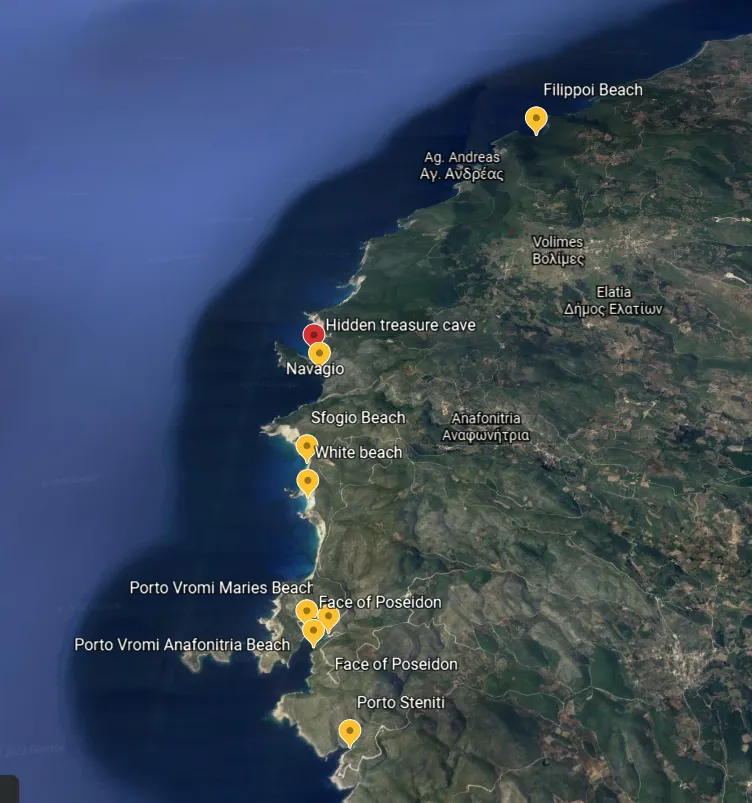 Filippoi Beach
Ag. Andreas
Αγ. Ανδρέας
Volimes
Βολίμες
Elatia
Δήμος Ελατίων
Hidden treasure cave
Navagio
Sfogio Beach
Anafonitria
Αναφωνήτρια
White beach
Porto Vromi Maries Beach
Face of Poseidon
Porto Vromi Anafonitria Beach
Face of Poseidon
Porto Steniti